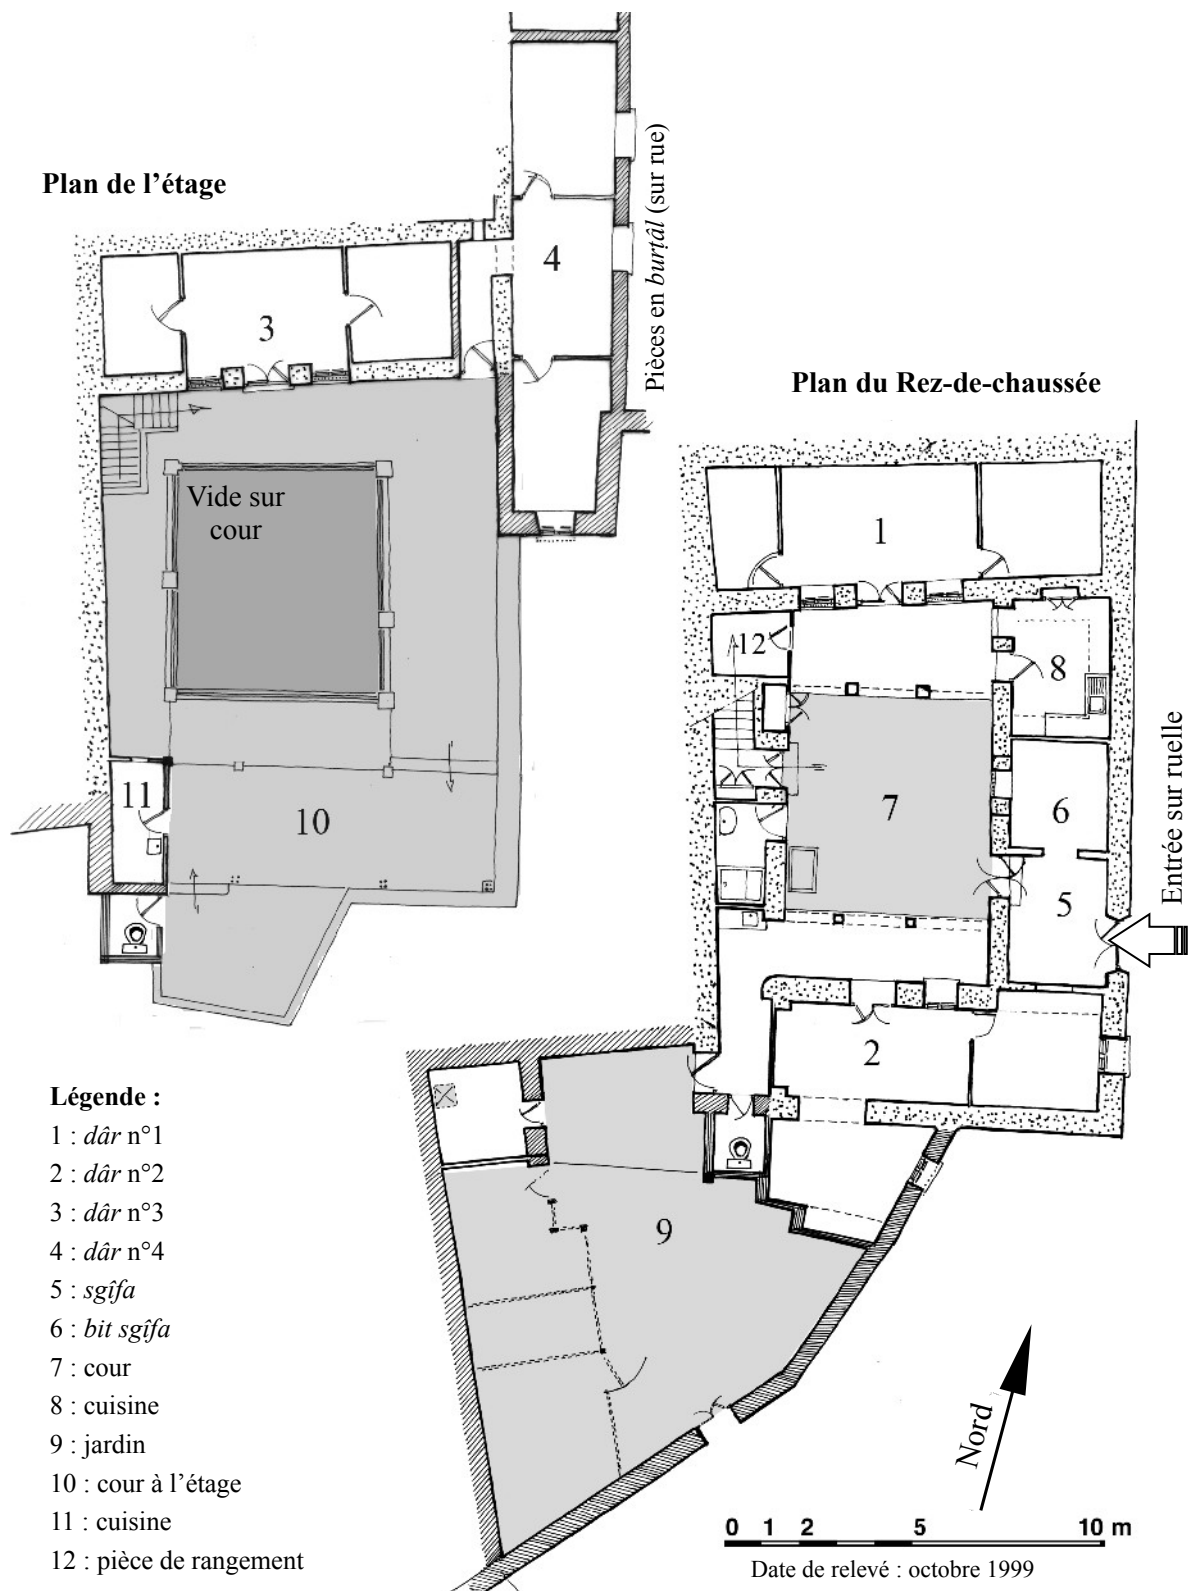 Plan de l’étage
Pièces en burtâl (sur rue)
4
3
Vide sur
cour
11
10
Plan du Rez-de-chaussée
1
12
8
7
6
5
Entrée sur ruelle
2
9
Légende :
1 : dâr n°1
2 : dâr n°2
3 : dâr n°3
4 : dâr n°4
5 : sgîfa
6 : bit sgîfa
7 : cour
8 : cuisine
9 : jardin
10 : cour à l’étage
11 : cuisine
12 : pièce de rangement
Nord
0 1 2 5 10 m
Date de relevé : octobre 1999